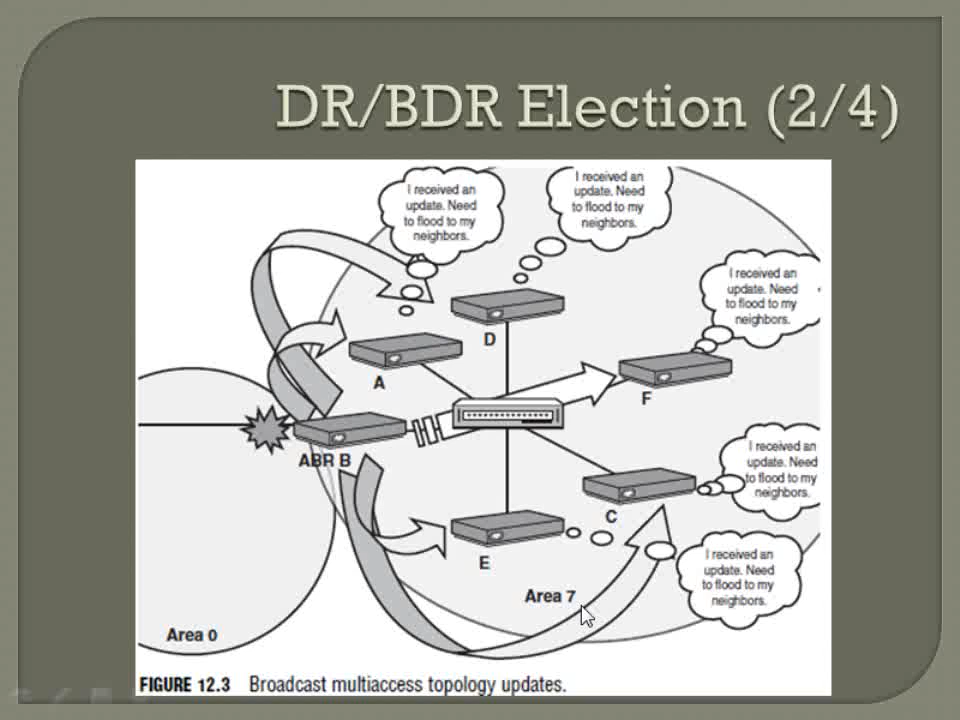 DR/BDR Election (2/4)
I received an
update. Need
to flood to my
neighbors.
I received an
update. Need
to flood to my
neighbors.
I received an
update. Need
to flood to my
neighbors.
D
A
F
ABR B
I received an
update. Need
to flood to my
neighbors.
C
E
I received an
update. Need
to flood to my
neighbors.
Area 7
Area 0
FIGURE 12.3 Broadcast multiaccess topology updates.